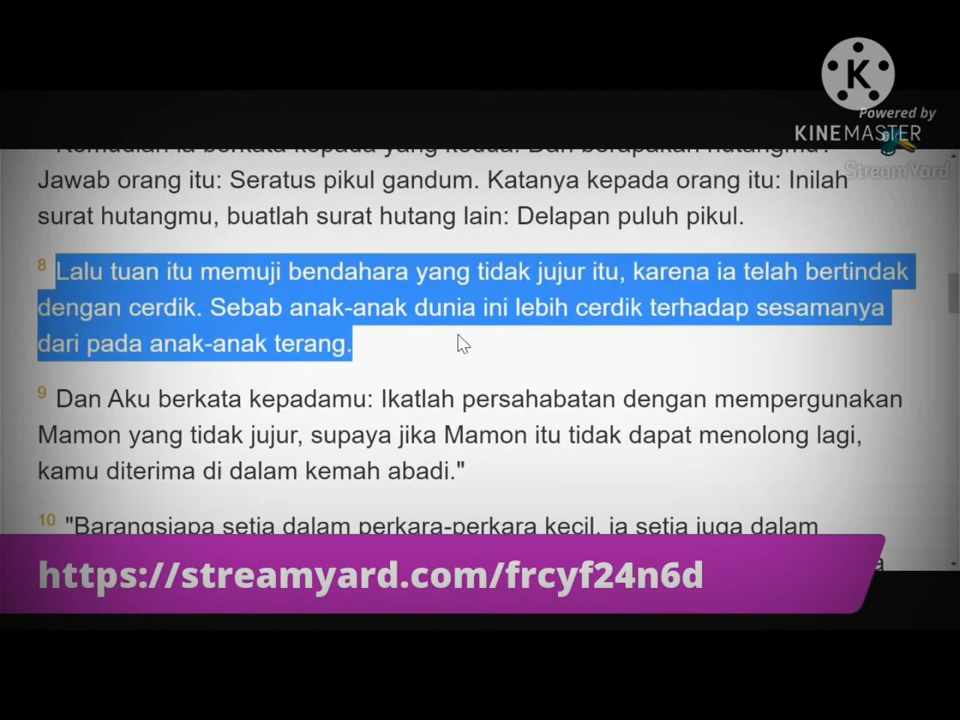 Powered by
KINEMASTER
StreamYard
Jawab orang itu: Seratus pikul gandum. Katanya kepada orang itu: Inilah
surat hutangmu, buatlah surat hutang lain: Delapan puluh pikul.
8 Lalu tuan itu memuji bendahara yang tidak jujur itu, karena ia telah bertindak
dengan cerdik. Sebab anak-anak dunia ini lebih cerdik terhadap sesamanya
dari pada anak-anak terang.
9 Dan Aku berkata kepadamu: Ikatlah persahabatan dengan mempergunakan
Mamon yang tidak jujur, supaya jika Mamon itu tidak dapat menolong lagi,
kamu diterima di dalam kemah abadi."
10 "Barangsiapa setia dalam perkara-perkara kecil, ia setia juga dalam
https://streamyard.com/frcyf24n6d